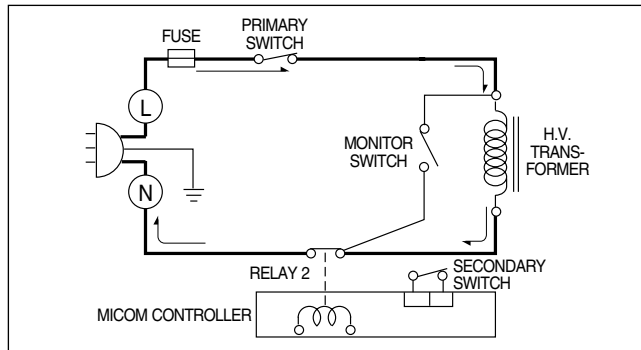 FUSE
PRIMARY
SWITCH
L
MONITOR
SWITCH
H.V.
TRANS-
FORMER
N
RELAY 2
SECONDARY
SWITCH
MICOM CONTROLLER